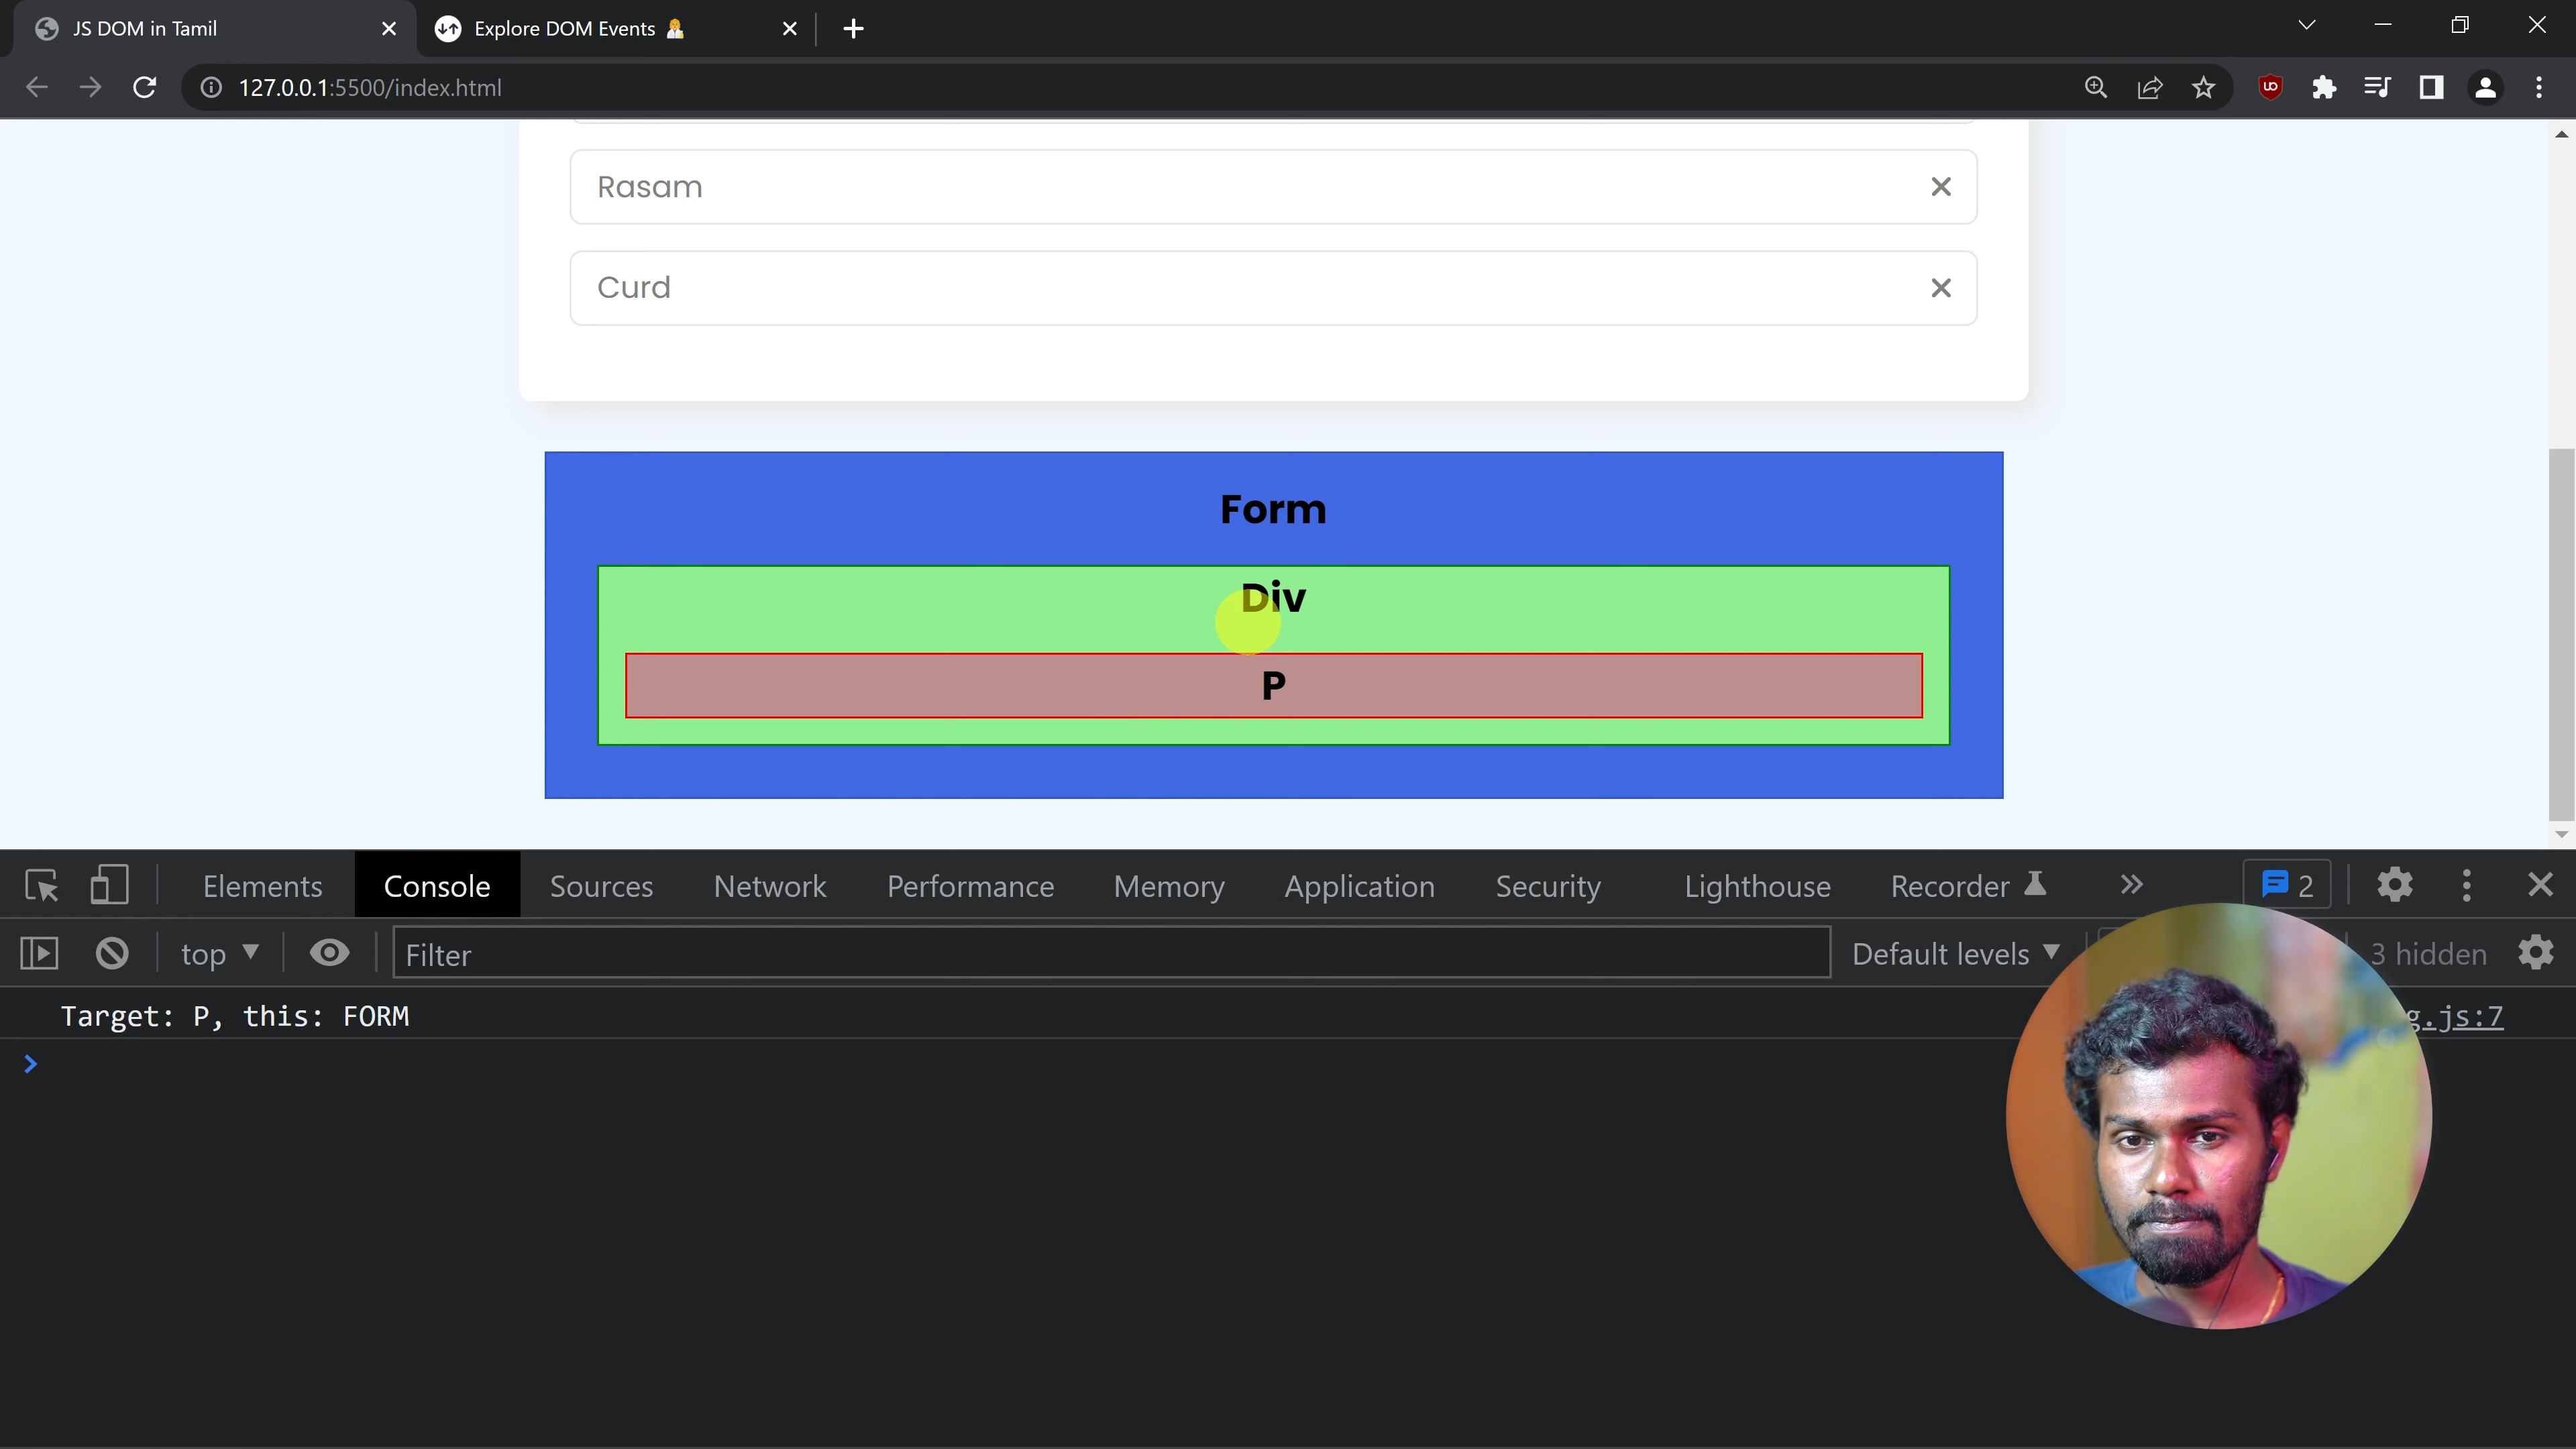 JS DOM in Tamil
Explore DOM Events
127.0.0.1:5500/index.html
Rasam
Curd
Form
Div
P
Elements
Console
Sources
Network
Performance
Memory
Application
Security
Lighthouse
Recorder
2
top
Filter
Default levels
3 hidden
Target: P, this: FORM
g.js:7